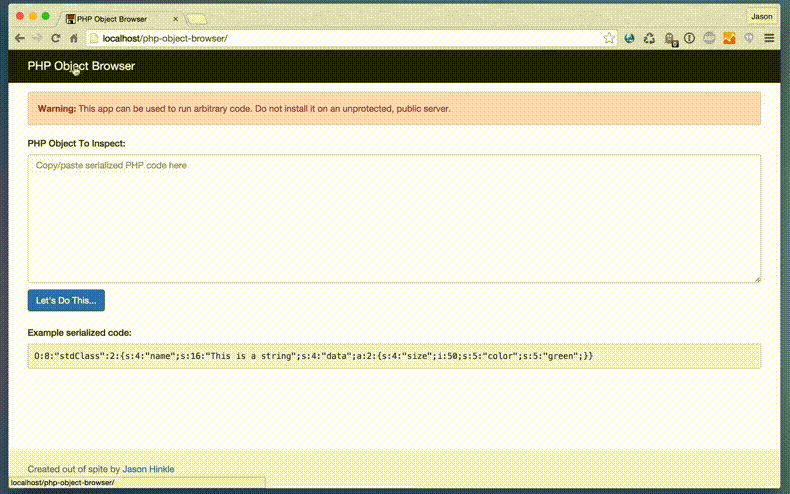 PHP Object Browser
Jason
localhost/php-object-browser/
PHP Object Browser
Warning: This app can be used to run arbitrary code. Do not install it on an unprotected, public server.
PHP Object To Inspect:
Copy/paste serialized PHP code here
Let's Do This...
Example serialized code:
O:8:"stdClass":2:{s:4:"name";s:16:"This is a string";s:4:"data";a:2:{s:4:"size";i:50;s:5:"color";s:5:"green";}}
Created out of spite by Jason Hinkle
localhost/php-object-browser/